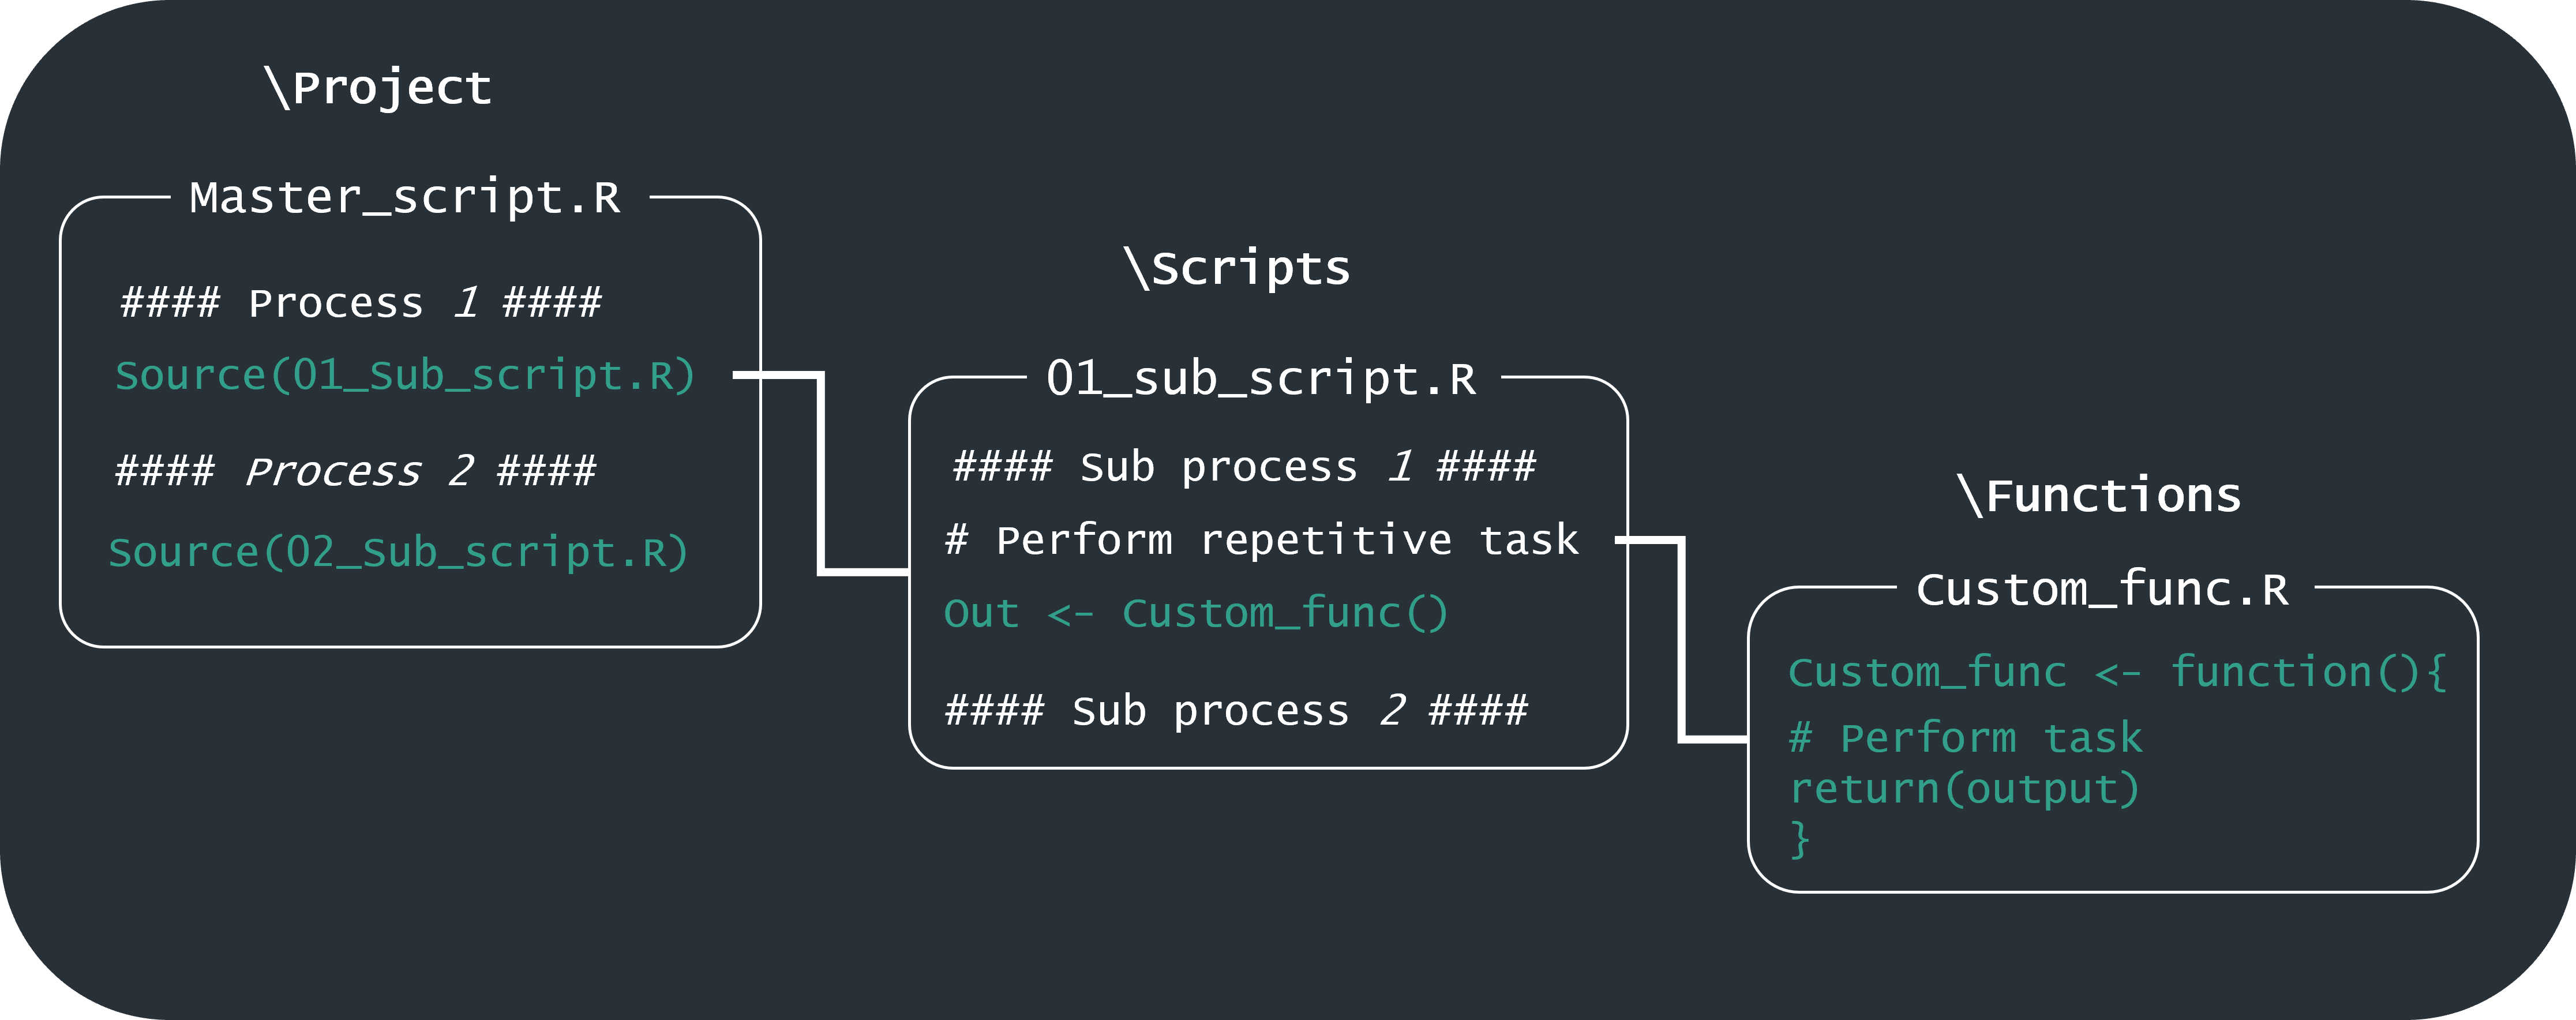 \Project
Master_script.R
#### Process 1 ####
Source(01_Sub_script.R)
#### Process 2 ####
Source(02_Sub_script.R)
\Scripts
01_sub_script.R
#### Sub process 1 ####
# Perform repetitive task
Out <- Custom_func()
#### Sub process 2 ####
\Functions
Custom_func.R
Custom_func <- function(){
# Perform task
return(output)
}